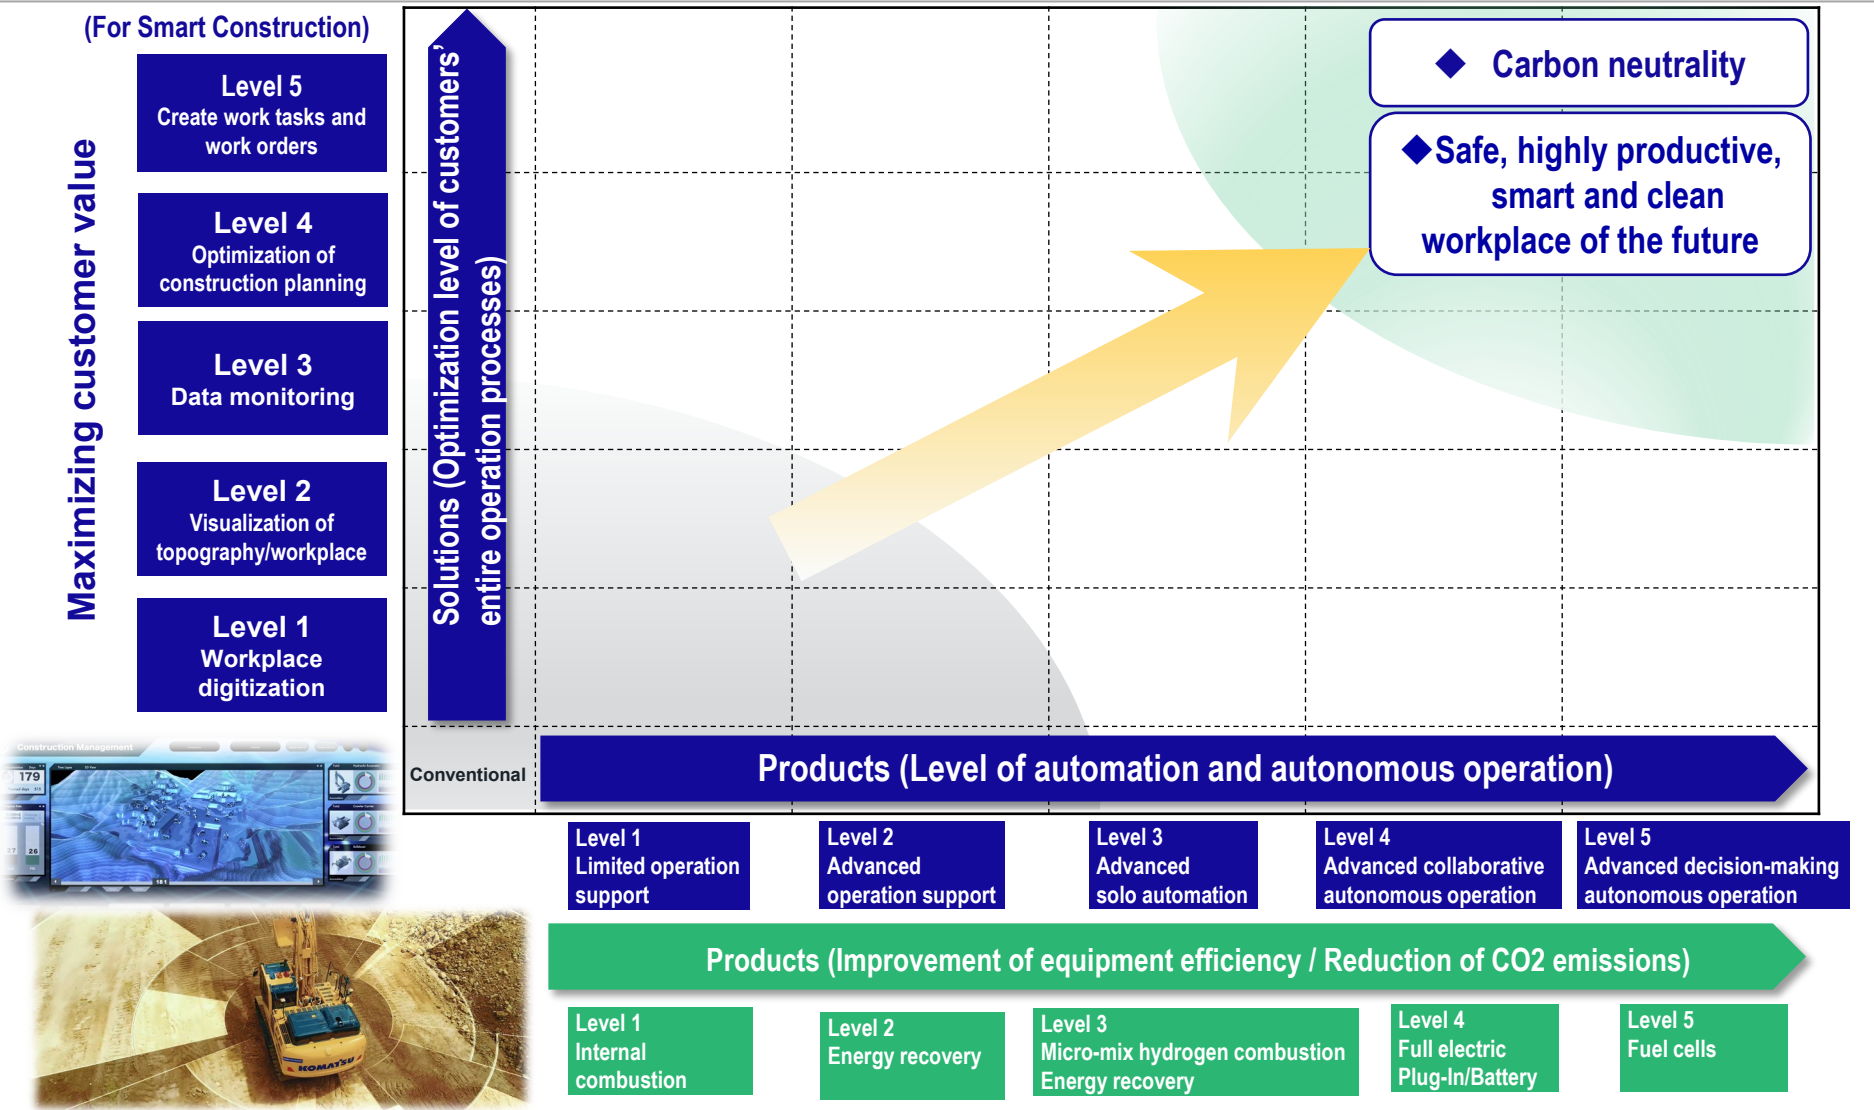 (For Smart Construction)
Maximizing customer value
Level 5
Create work tasks and
work orders
Level 4
Optimization of
construction planning
Level 3
Data monitoring
Level 2
Visualization of
topography/workplace
Level 1
Workplace
digitization
Solutions (Optimization level of customers'
entire operation processes)
◆ Carbon neutrality
◆Safe, highly productive,
smart and clean
workplace of the future
Conventional
Products (Level of automation and autonomous operation)
Level 1
Limited operation
support
Level 2
Advanced
operation support
Level 3
Advanced
solo automation
Level 4
Advanced collaborative
autonomous operation
Level 5
Advanced decision-making
autonomous operation
Products (Improvement of equipment efficiency / Reduction of CO2 emissions)
Level 1
Internal
combustion
Level 2
Energy recovery
Level 3
Micro-mix hydrogen combustion
Energy recovery
Level 4
Full electric
Plug-In/Battery
Level 5
Fuel cells
Construction Management
179
27
26
181
KOMATSU